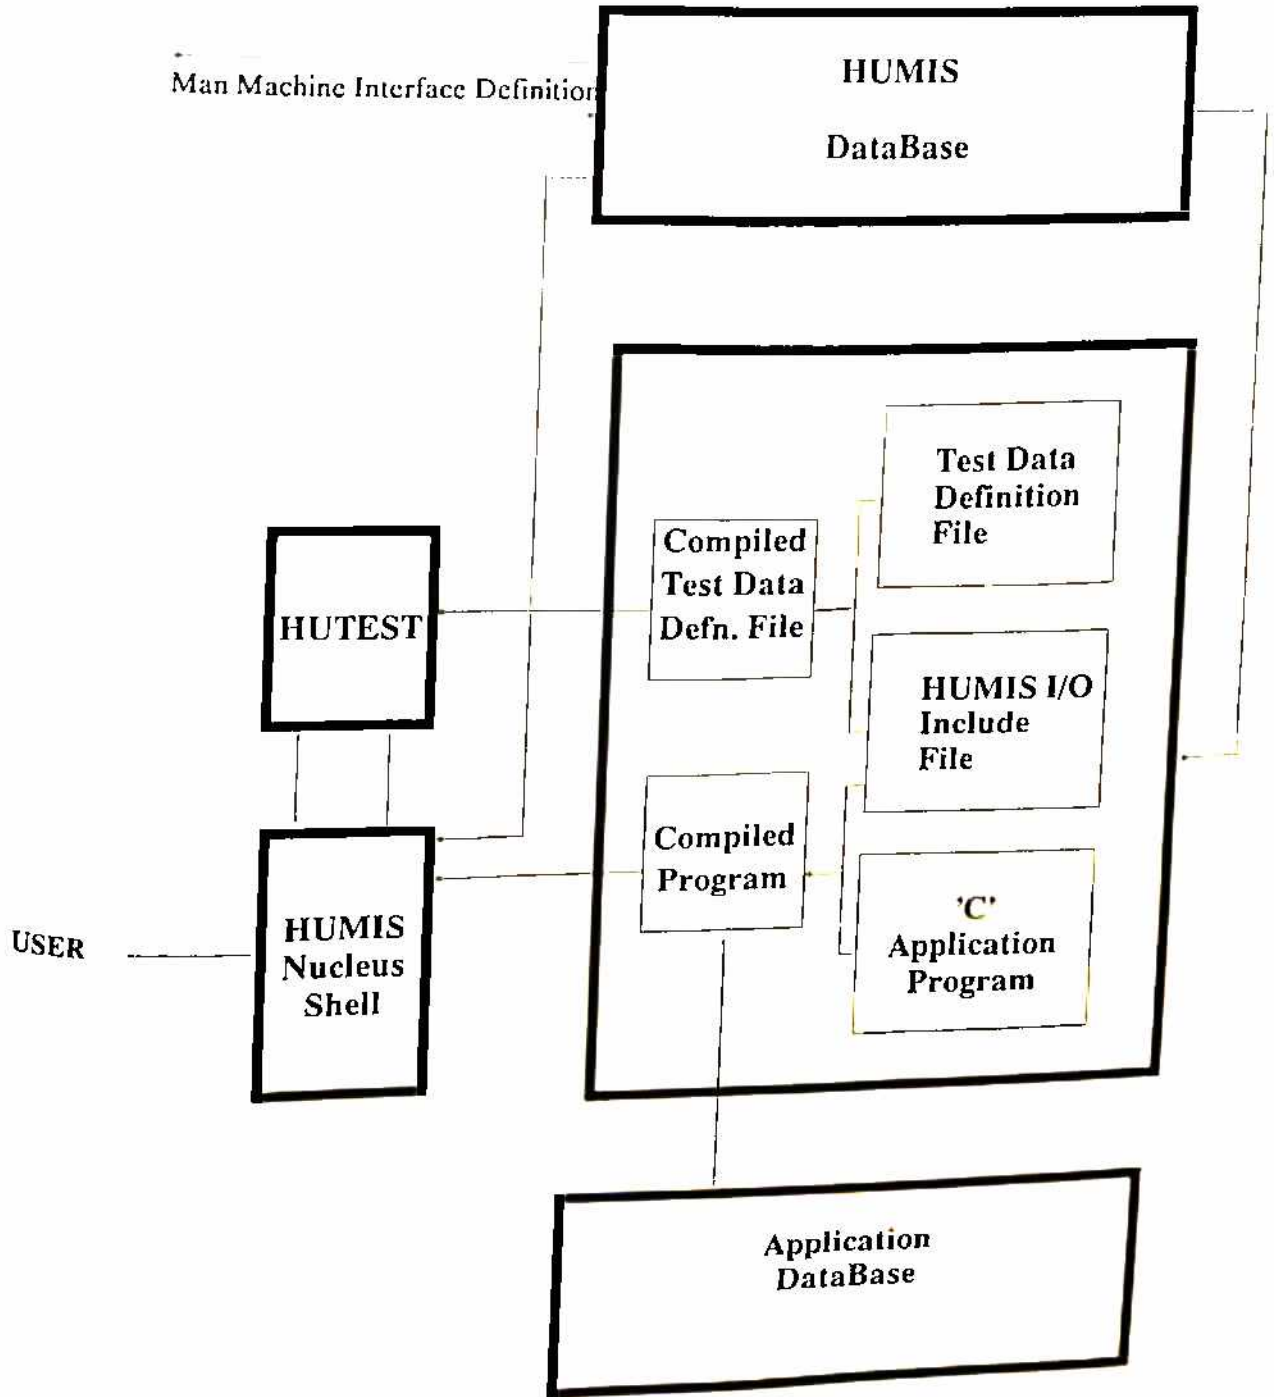 HUMIS
DataBase
Man Machine Interface Definition
Test Data
Definition
File
Compiled
Test Data
Defn. File
HUTEST
HUMIS I/O
Include
File
Compiled
Program
'C'
Application
Program
USER
HUMIS
Nucleus
Shell
Application
DataBase